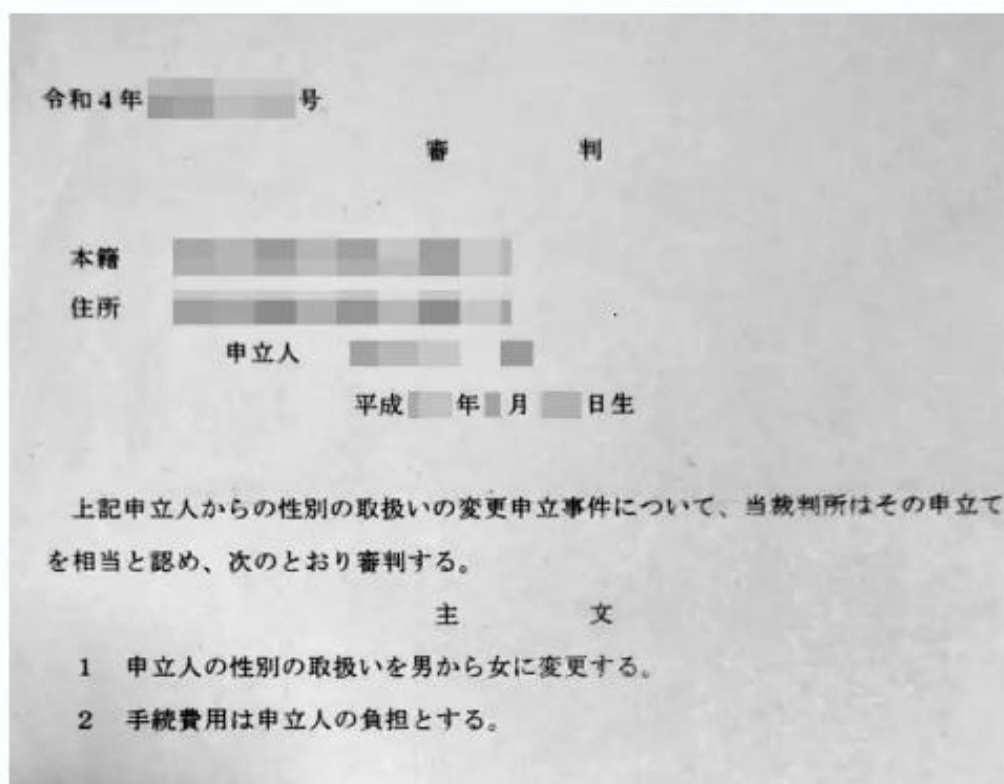 令和4年 号
審 判
本籍
住所
申立人
平成 年 月 日生
上記申立人からの性別の取扱いの変更申立事件について、当裁判所はその申立て
を相当と認め、次のとおり審判する。
主 文
1 申立人の性別の取扱いを男から女に変更する。
2 手続費用は申立人の負担とする。